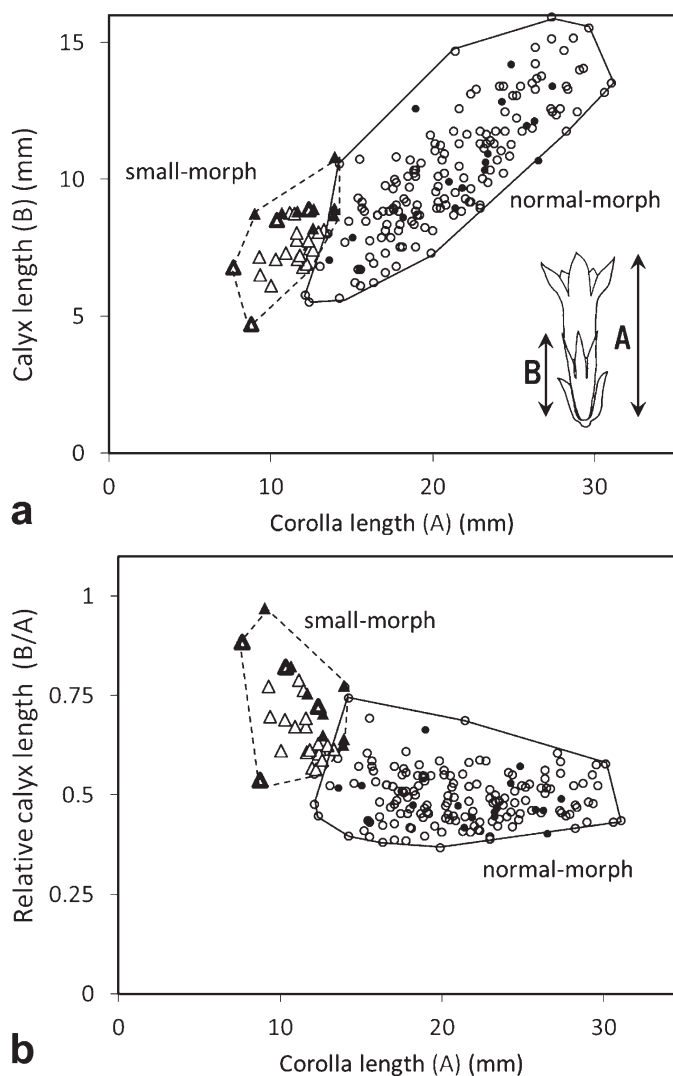 15
10
5
0
Calyx length (B) (mm)
small-morph
normal-morph
B
A
0
10
20
30
a
Corolla length (A) (mm)
1
0.75
0.5
0.25
0
Relative calyx length (B/A)
small-morph
normal-morph
0
10
20
30
b
Corolla length (A) (mm)